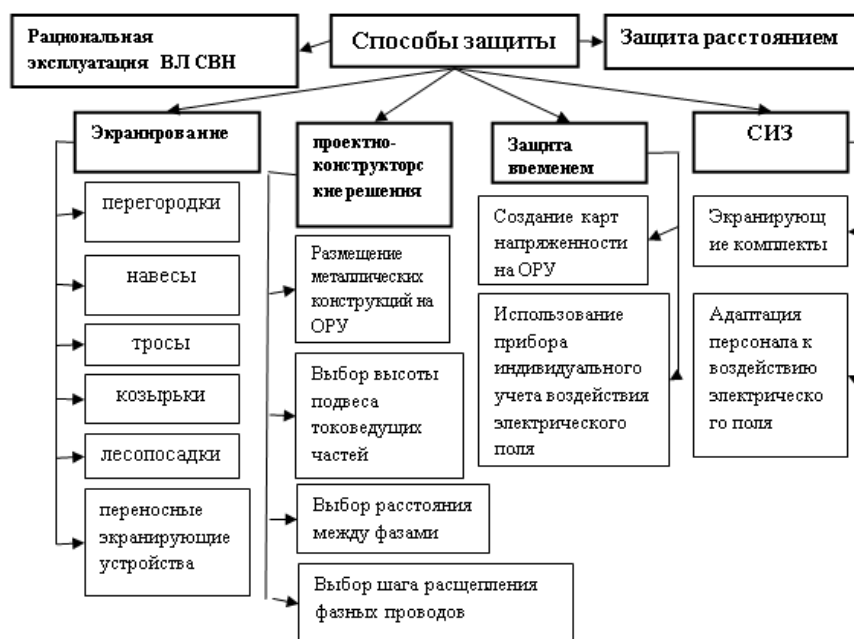 Рациональная
эксплуатация ВЛ СВН
Способы защиты
Защита расстоянием
Экранирование
перегородки
навесы
тросы
козырьки
лесопосадки
переносные
экранирующие
устройства
проектно-
конструкторс
кие решения
Размещение
металлических
конструкций на
ОРУ
Выбор высоты
подвеса
токоведущих
частей
Выбор расстояния
между фазами
Выбор шага расщепления
фазных проводов
Защита
временем
Создание карт
напряженности
на ОРУ
Использование
прибора
индивидуального
учета воздействия
электрического
поля
СИЗ
Экранирующ
ие комплекты
Адаптация
персонала к
воздействию
электрическо
го поля